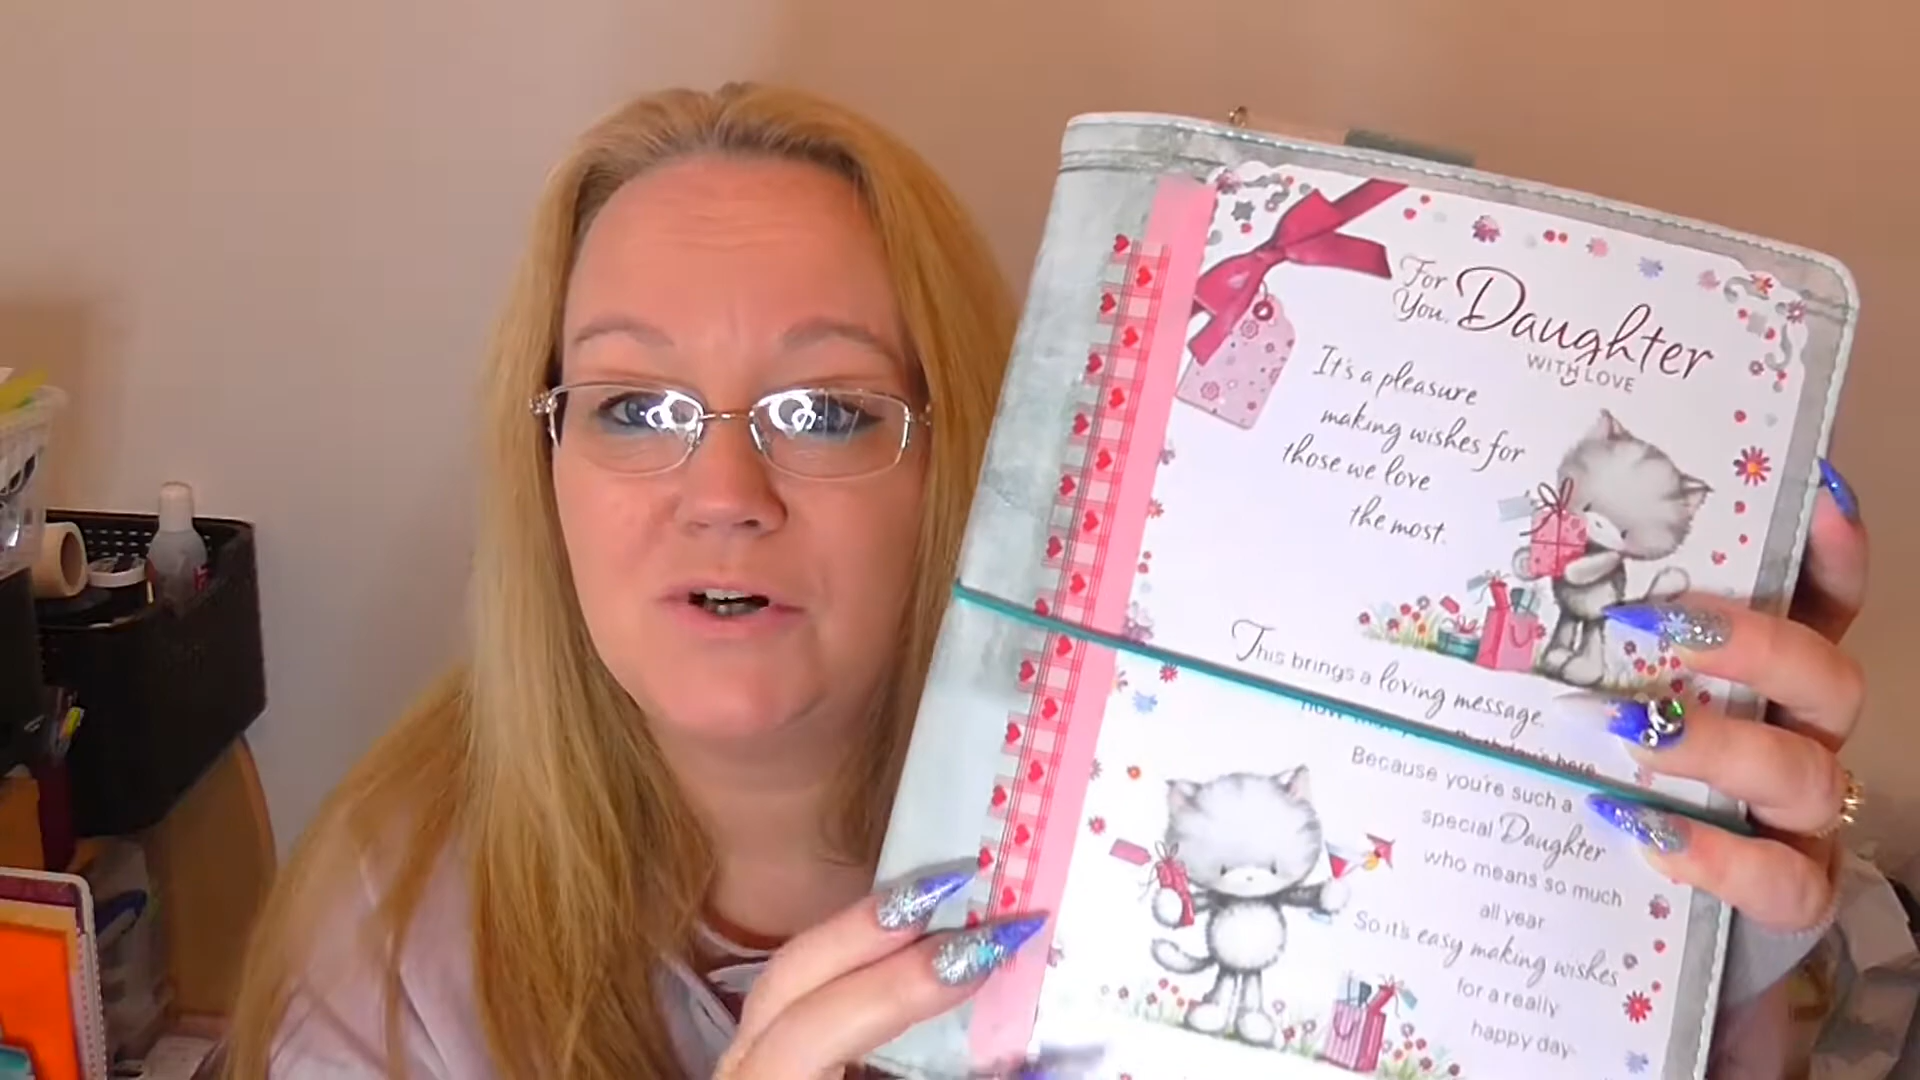 For
You, Daughter
WITH LOVE
It's a pleasure
making wishes for
those we love
the most.
This brings a loving message,
Because you're such a
special Daughter
who means so much
all year
So it's easy making wishes
for a really
happy day